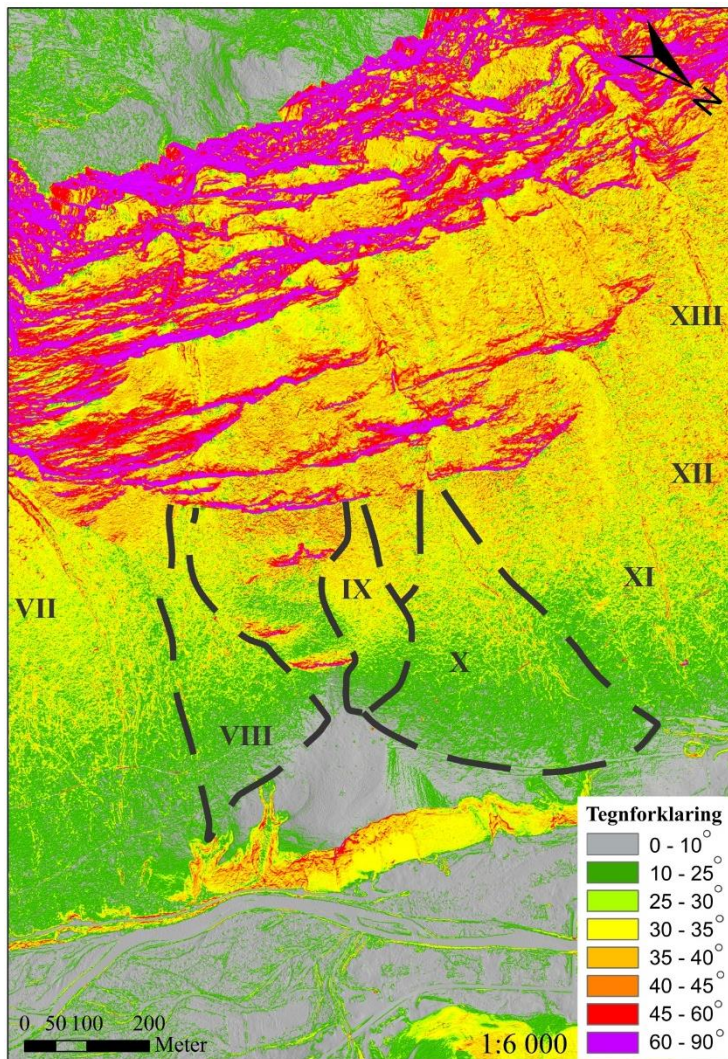 N
XIII
XII
XI
IX
VII
X
VIII
Tegnforklaring
0 - 10°
10 - 25°
25 - 30°
30 - 35°
35 - 40°
40 - 45°
45 - 60°
60 - 90°
0 50 100 200
Meter
1:6 000